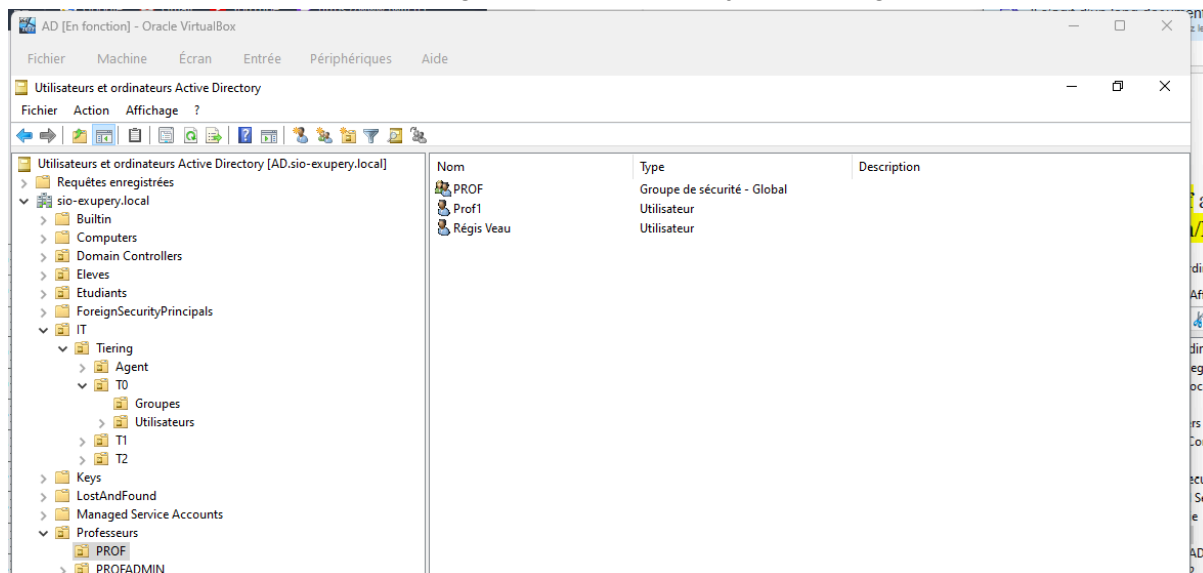 AD [En fonction] - Oracle VirtualBox
Fichier Machine Écran Entrée Périphériques Aide
Utilisateurs et ordinateurs Active Directory
Fichier Action Affichage ?
Utilisateurs et ordinateurs Active Directory [AD.sio-exupery.local]
Requêtes enregistrées
sio-exupery.local
Builtin
Computers
Domain Controllers
Eleves
Etudiants
ForeignSecurityPrincipals
IT
Tiering
Agent
T0
Groupes
Utilisateurs
T1
T2
Keys
LostAndFound
Managed Service Accounts
Professeurs
PROF
PROFADMIN
Nom Type Description
PROF Groupe de sécurité - Global
Prof1 Utilisateur
Régis Veau Utilisateur